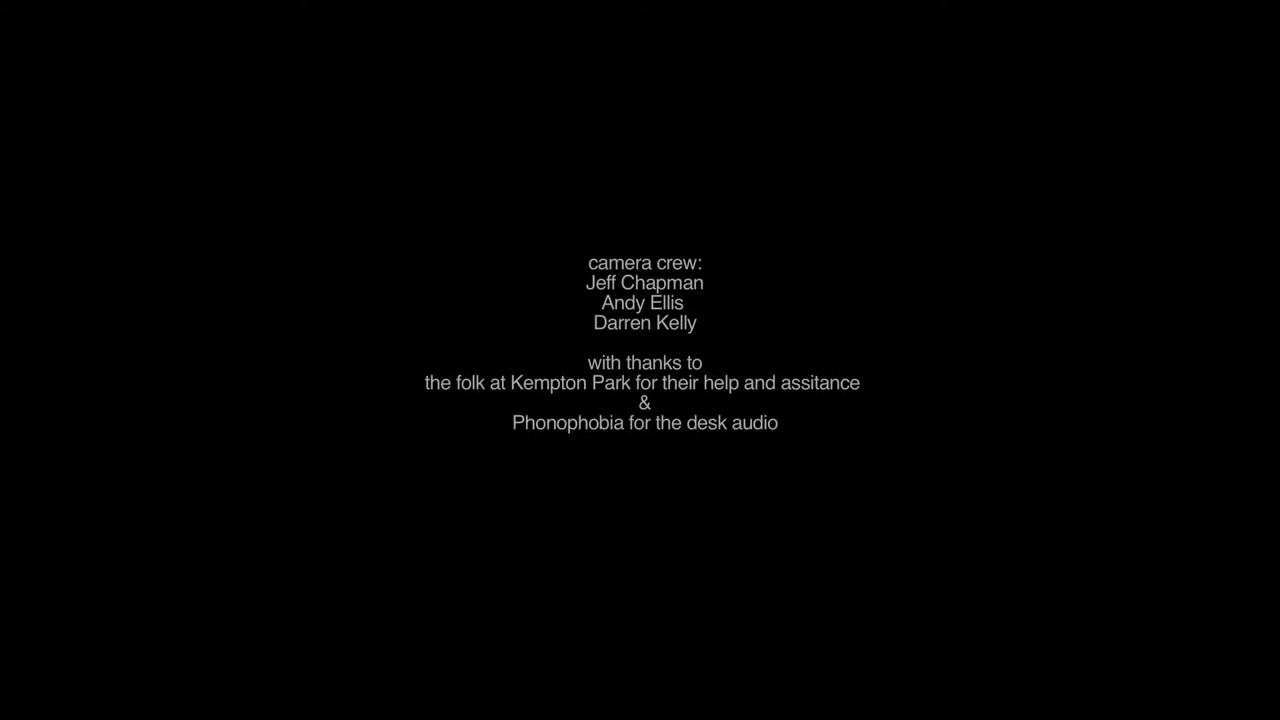 camera crew:
Jeff Chapman
Andy Ellis
Darren Kelly
with thanks to
the folk at Kempton Park for their help and assitance
&
Phonophobia for the desk audio